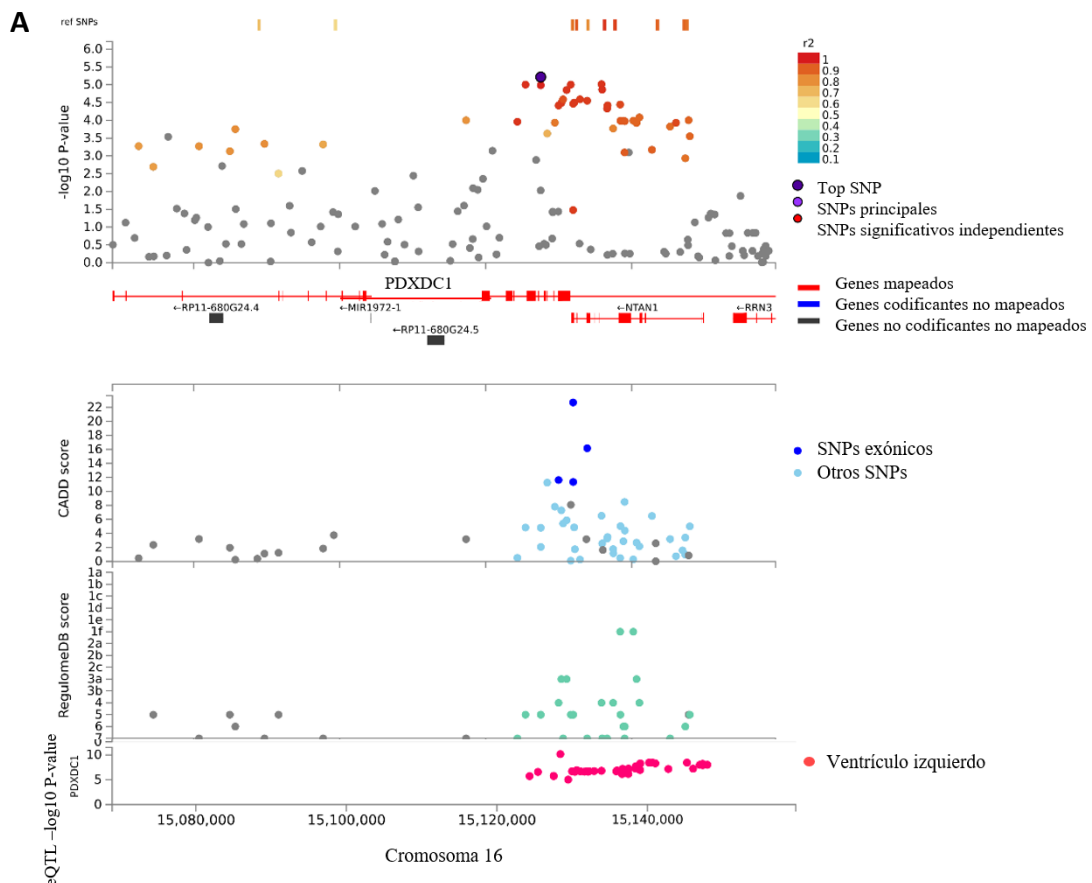 A
ref SNPs
6.0
5.5
5.0
4.5
4.0
3.5
3.0
2.5
2.0
1.5
1.0
0.5
0.0
-log10 P-value
r2
1
0.9
0.8
0.7
0.6
0.5
0.4
0.3
0.2
0.1
Top SNP
SNPs principales
SNPs significativos independientes
PDXDC1
←RP11-680G24.4
←MIR1972-1
←NTAN1
←RRN3
←RP11-680G24.5
Genes mapeados
Genes codificantes no mapeados
Genes no codificantes no mapeados
22
20
18
16
14
12
10
8
6
4
2
0
CADD score
SNPs exónicos
Otros SNPs
1a
1b
1c
1d
1e
1f
2a
2b
2c
3a
3b
4
5
6
7
RegulomeDB score
10
5
0
eQTL −log10 P-value
PDXDC1
Ventrículo izquierdo
15,080,000 15,100,000 15,120,000 15,140,000
Cromosoma 16